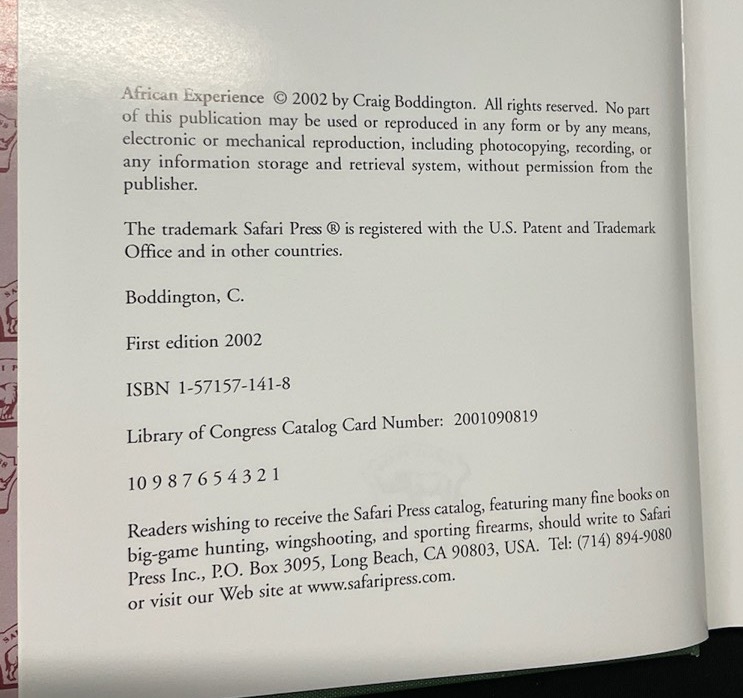 African Experience © 2002 by Craig Boddington. All rights reserved. No part
of this publication may be used or reproduced in any form or by any means,
electronic or mechanical reproduction, including photocopying, recording, or
any information storage and retrieval system, without permission from the
publisher.
The trademark Safari Press ® is registered with the U.S. Patent and Trademark
Office and in other countries.
Boddington, C.
First edition 2002
ISBN 1-57157-141-8
Library of Congress Catalog Card Number: 2001090819
10 9 8 7 6 5 4 3 2 1
Readers wishing to receive the Safari Press catalog, featuring many fine books on
big-game hunting, wingshooting, and sporting firearms, should write to Safari
Press Inc., P.O. Box 3095, Long Beach, CA 90803, USA. Tel: (714) 894-9080
or visit our Web site at www.safaripress.com.